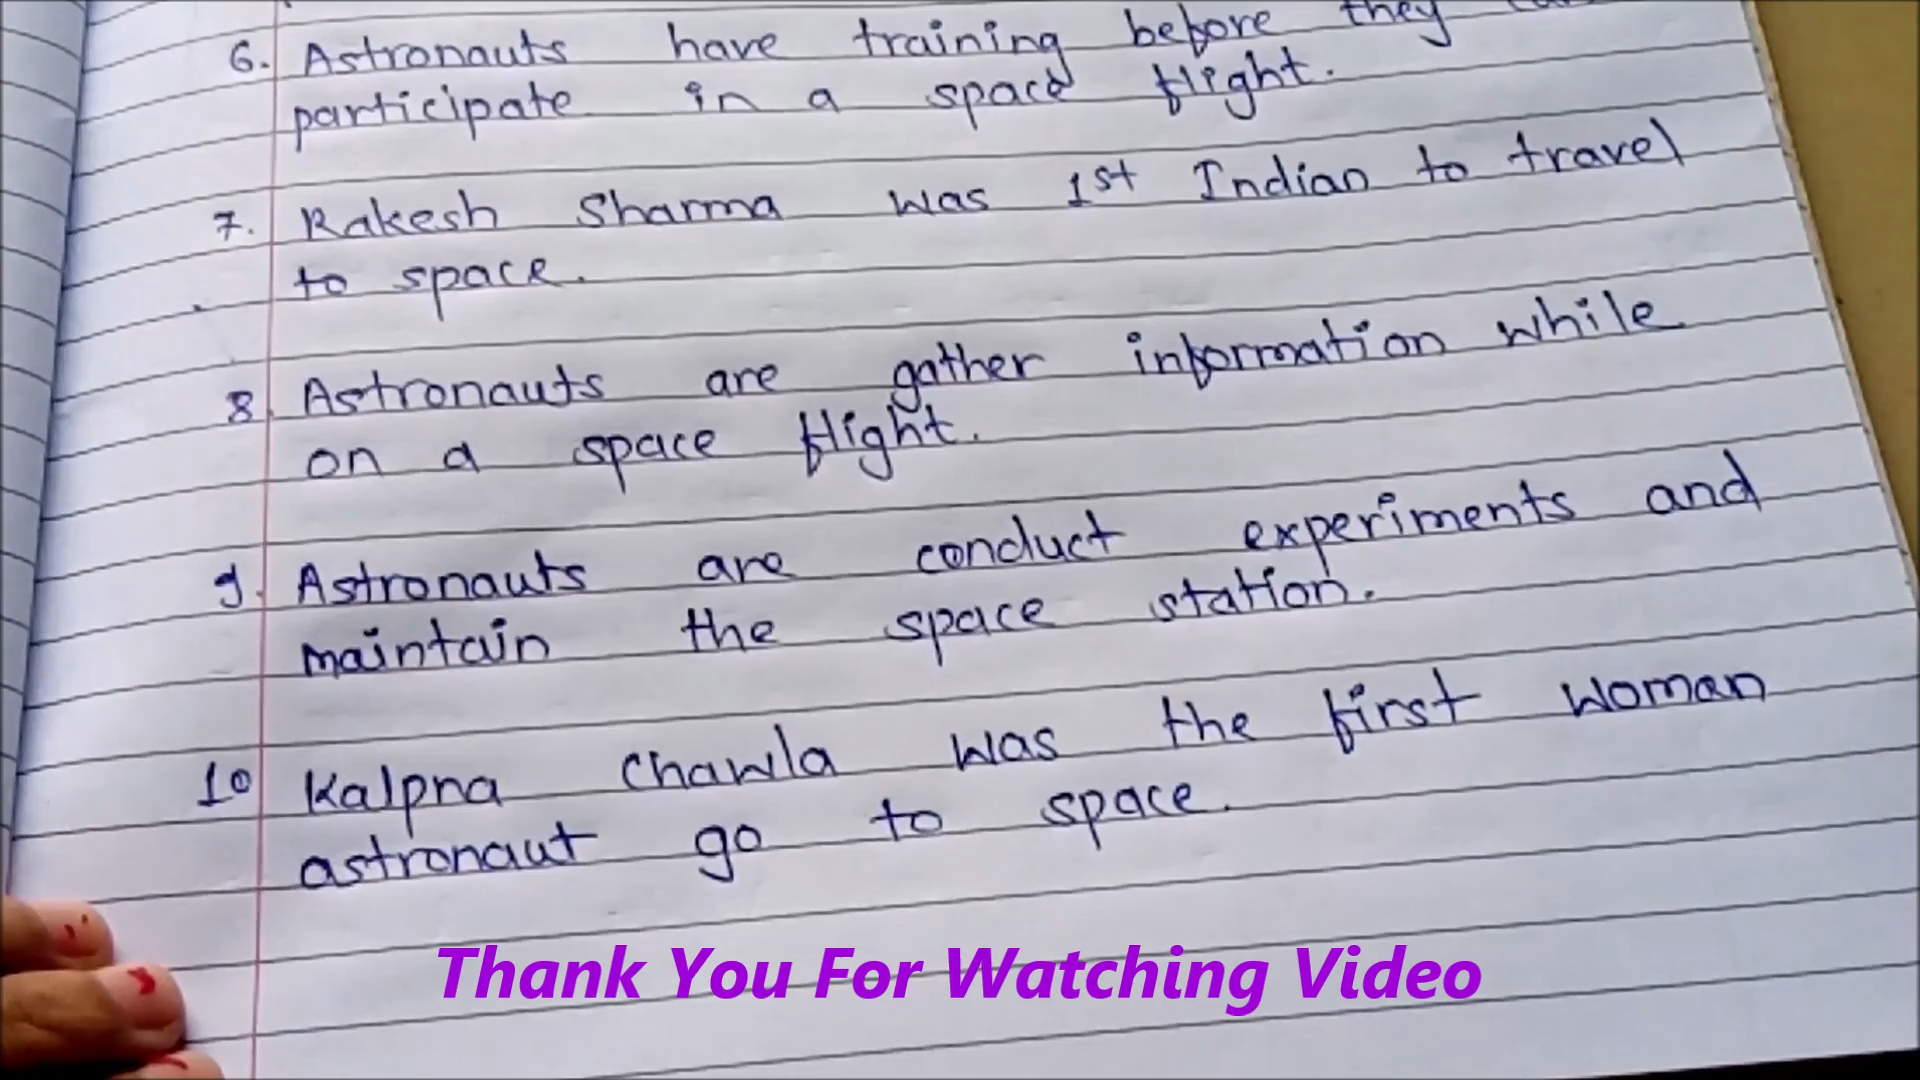 6. Astronauts have training before they
participate in a space flight.
7. Rakesh Sharma was 1st Indian to travel
to space.
8. Astronauts are gather information while
on a space flight.
9. Astronauts are conduct experiments and
maintain the space station.
10 Kalpna Chawla was the first woman
astronaut go to space.
Thank You For Watching Video